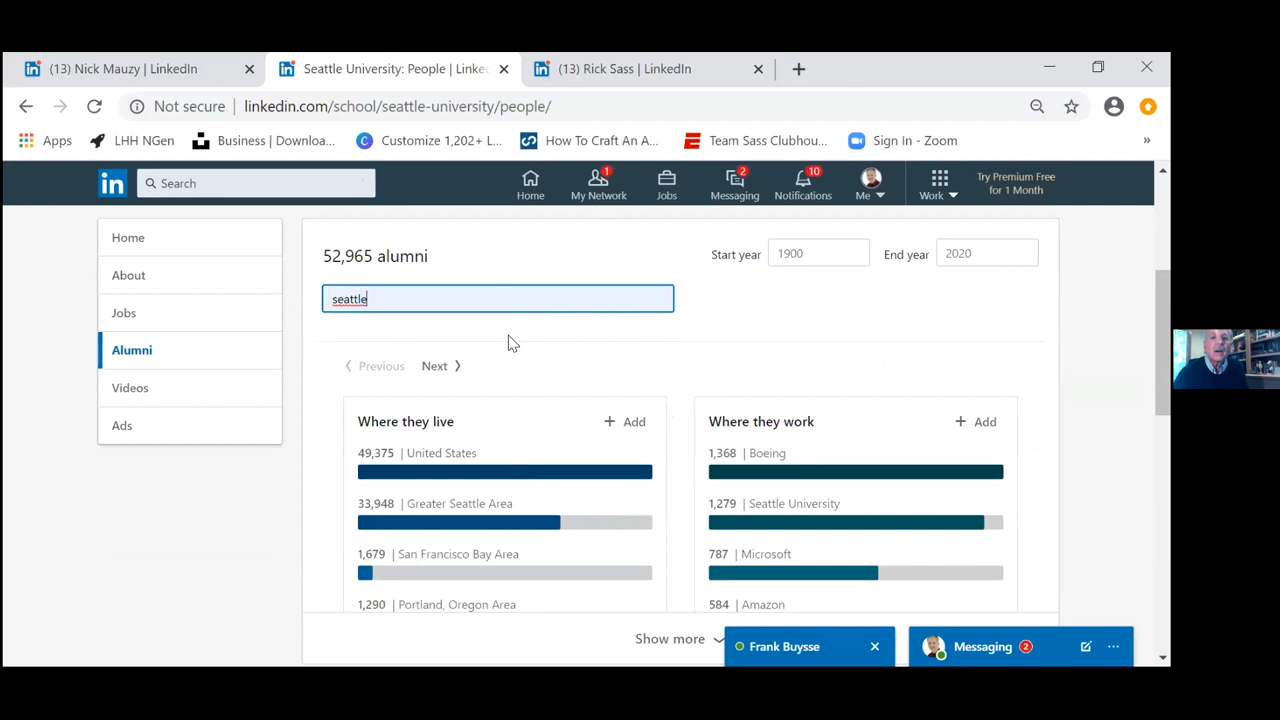 (13) Nick Mauzy | LinkedIn
Seattle University: People | Linke
(13) Rick Sass | LinkedIn
Not secure
linkedin.com/school/seattle-university/people/
Apps
LHH NGen
Business | Downloa...
Customize 1,202+ L...
How To Craft An A...
Team Sass Clubhou...
Sign In - Zoom
»
in
Search
Home
1
My Network
Jobs
2
Messaging
10
Notifications
Me
Work
Try Premium Free
for 1 Month
Home
About
Jobs
Alumni
Videos
Ads
52,965 alumni
Start year
1900
End year
2020
seattle
Previous
Next
Where they live
+ Add
49,375 | United States
33,948 | Greater Seattle Area
1,679 | San Francisco Bay Area
1,290 | Portland, Oregon Area
Where they work
+ Add
1,368 | Boeing
1,279 | Seattle University
787 | Microsoft
584 | Amazon
Show more
Frank Buysse
Messaging
2